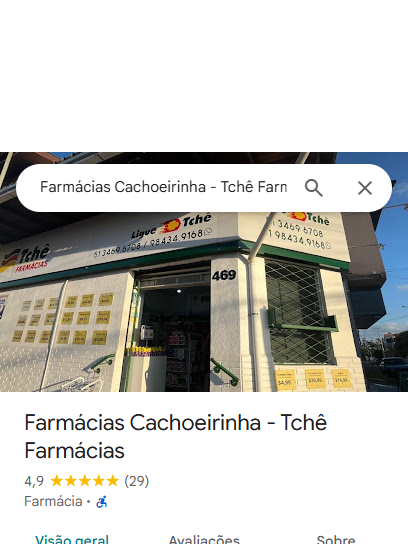 Farmácias Cachoeirinha - Tchê Farm
Ligue Tchê
51 3469.6708 / 98434.9168
Tchê
FARMÁCIAS
Tchê
51 3469.6708
98434.9168
469
Farmácias Cachoeirinha - Tchê
Farmácias
4,9 (29)
Farmácia ·
Visão geral Avaliações Sobre